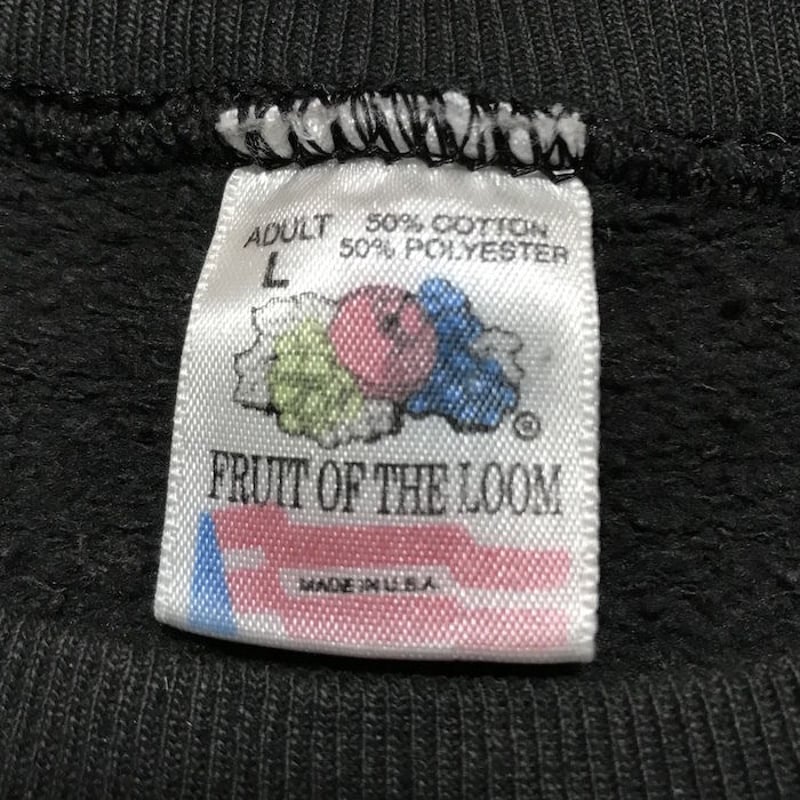 ADULT 50% COTTON
L 50% POLYESTER
®
FRUIT OF THE LOOM
MADE IN U.S.A.